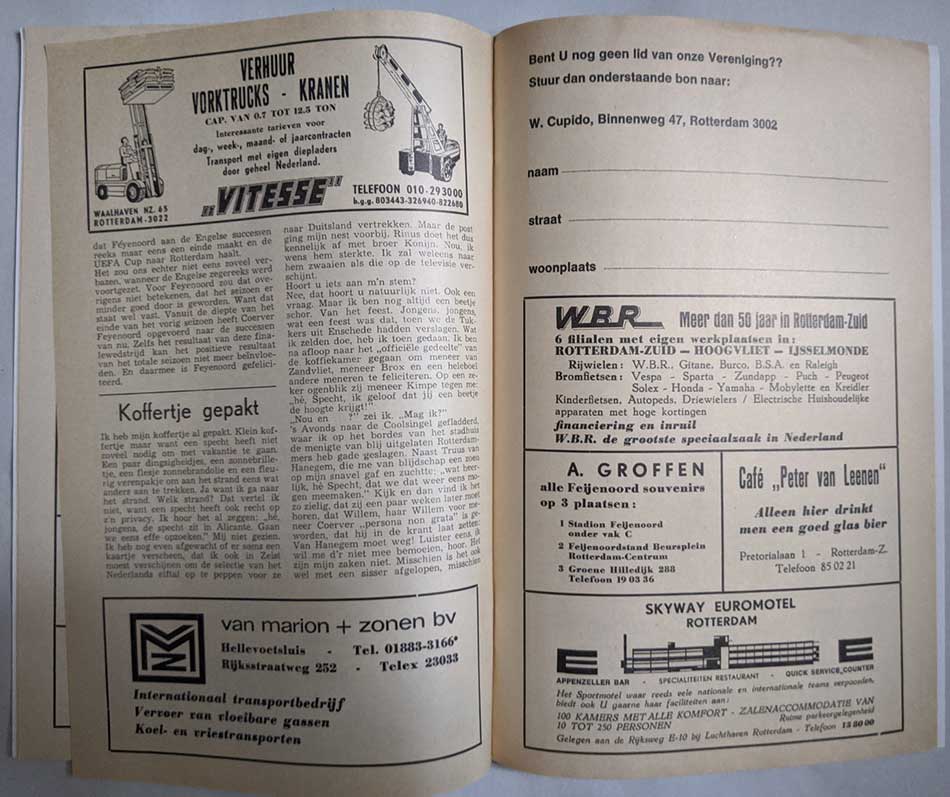 VERHUUR
VORKTRUCKS - KRANEN
CAP. VAN 0.7 TOT 12.5 TON
Interessante tarieven voor
dag-, week-, maand- of jaarcontracten
Transport met eigen diepladers
door geheel Nederland.
WAALHAVEN NZ. 65
ROTTERDAM-3022
„VITESSE"
TELEFOON 010-293000
b.g.g. 803443-326940-822680
dat Féyenoord aan de Engelse successen
reeks maar eens een einde maakt en de
UEFA Cup naar Rotterdam haalt.
Het zou ons echter niet eens zoveel ver-
bazen, wanneer de Engelse zegereeks werd
voortgezet. Voor Feyenoord zou dat ove-
rigens niet betekenen, dat het seizoen er
minder goed door is geworden. Want dat
staat wel vast. Vanuit de diepte van het
einde van het vorig seizoen heeft Coerver
Feyenoord opgevoerd naar de successen
van nu. Zelfs het resultaat van deze fina-
lewedstrijd kan het positieve resultaat
van het totale seizoen niet meer beïnvloe-
den. En daarmee is Feyenoord gefelici-
teerd.
Koffertje gepakt
Ik heb mijn koffertje al gepakt. Klein kof-
fertje maar want een specht heeft niet
zoveel nodig om met vakantie te gaan.
Een paar dingsigheidjes, een zonnebrille-
tje, een flesje zonnebrandolie en een fleu-
rig verenpakje om aan het strand eens wat
anders aan te trekken. Ja want ik ga naar
het strand. Welk strand? Dat vertel ik
niet, want een specht heeft ook recht op
z'n privacy. Ik hoor het al zeggen: „hé,
jongens, de specht zit in Alicante. Gaan
we eens effe opzoeken." Mij niet gezien.
Ik heb nog even afgewacht of er soms een
kaartje verscheen, dat ik ook in Zeist
moest verschijnen om de selectie van het
Nederlands elftal op te peppen voor ze
naar Duitsland vertrekken. Maar de post
ging mijn nest voorbij. Rinus doet het dus
kennelijk af met broer Konijn. Nou, ik
wens hem sterkte. Ik zal weleens naar
hem zwaaien als die op de televisie ver-
schijnt.
Hoort u iets aan m'n stem?
Nee, dat hoort u natuurlijk niet. Ook een
vraag. Maar ik ben nog altijd een beetje
schor. Van het feest. Jongens, jongens,
wat een feest was dat, toen we de Tuk-
kers uit Enschede hadden verslagen. Wat
ik zelden doe, heb ik toen gedaan. Ik ben
na afloop naar het „officiële gedeelte" van
de koffiekamer gegaan om meneer van
Zandvliet, meneer Brox en een heleboel
andere meneren te feliciteren. Op een ze-
ker ogenblik zij meneer Kimpe tegen me:
„hé, Specht, ik geloof dat jij een beetje
de hoogte krijgt!"
„Nou en ?" zei ik. „Mag ik?"
's Avonds naar de Coolsingel gefladderd,
waar ik op het bordes van het stadhuis
de menigte van blij uitgelaten Rotterdam-
mers heb gade geslagen. Naast Truus van
Hanegem, die me van blijdschap een zoen
op mijn snavel gaf en zuchtte: „wat heer-
lijk, hé Specht, dat we dat weer eens mo-
gen meemaken." Kijk en dan vind ik het
zo zielig, dat zij een paar weken later moet
horen, dat Willem, haar Willem voor me-
neer Coerver „persona non grata" is ge-
worden, dat hij in de krant laat zetten:
Van Hanegem moet weg! Luister eens, ik
wil me d'r niet mee bemoeien, hoor. Het
zijn mijn zaken niet. Misschien is het ook
wel met een sisser afgelopen, misschien
MZ
van marion + zonen bv
Hellevoetsluis - Tel. 01883-3166*
Rijksstraatweg 252 - Telex 23033
Internationaal transportbedrijf
Vervoer van vloeibare gassen
Koel- en vriestransporten
Bent U nog geen lid van onze Vereniging??
Stuur dan onderstaande bon naar:
W. Cupido, Binnenweg 47, Rotterdam 3002
naam
straat
woonplaats
W.B.R. Meer dan 50 jaar in Rotterdam-Zuid
6 filialen met eigen werkplaatsen in:
ROTTERDAM-ZUID — HOOGVLIET — IJSSELMONDE
Rijwielen : W.B.R., Gitane, Burco, B.S.A. en Raleigh
Bromfietsen : Vespa - Sparta - Zundapp - Puch - Peugeot
Solex - Honda - Yamaha - Mobylette en Kreidler
Kinderfietsen, Autopeds, Driewielers / Electrische Huishoudelijke
apparaten met hoge kortingen
financiering en inruil
W.B.R. de grootste speciaalzaak in Nederland
A. GROFFEN
alle Feijenoord souvenirs
op 3 plaatsen :
1 Stadion Feijenoord
onder vak C
2 Feijenoordstand Beursplein
Rotterdam-Centrum
3 Groene Hilledijk 288
Telefoon 19 03 36
Café „Peter van Leenen"
Alleen hier drinkt
men een goed glas bier
Pretorialaan 1 - Rotterdam-Z.
Telefoon 85 02 21
SKYWAY EUROMOTEL
ROTTERDAM
E E
APPENZELLER BAR - SPECIALITEITEN RESTAURANT - QUICK SERVICE COUNTER
Het Sportmotel waar reeds vele nationale en internationale teams verpoosden,
biedt ook U gaarne haar faciliteiten aan:
100 KAMERS MET ALLE KOMFORT - ZALENACCOMMODATIE VAN
10 TOT 250 PERSONEN Ruime parkeergelegenheid
Gelegen aan de Rijksweg E-10 bij Luchthaven Rotterdam - Telefoon 15 80 00